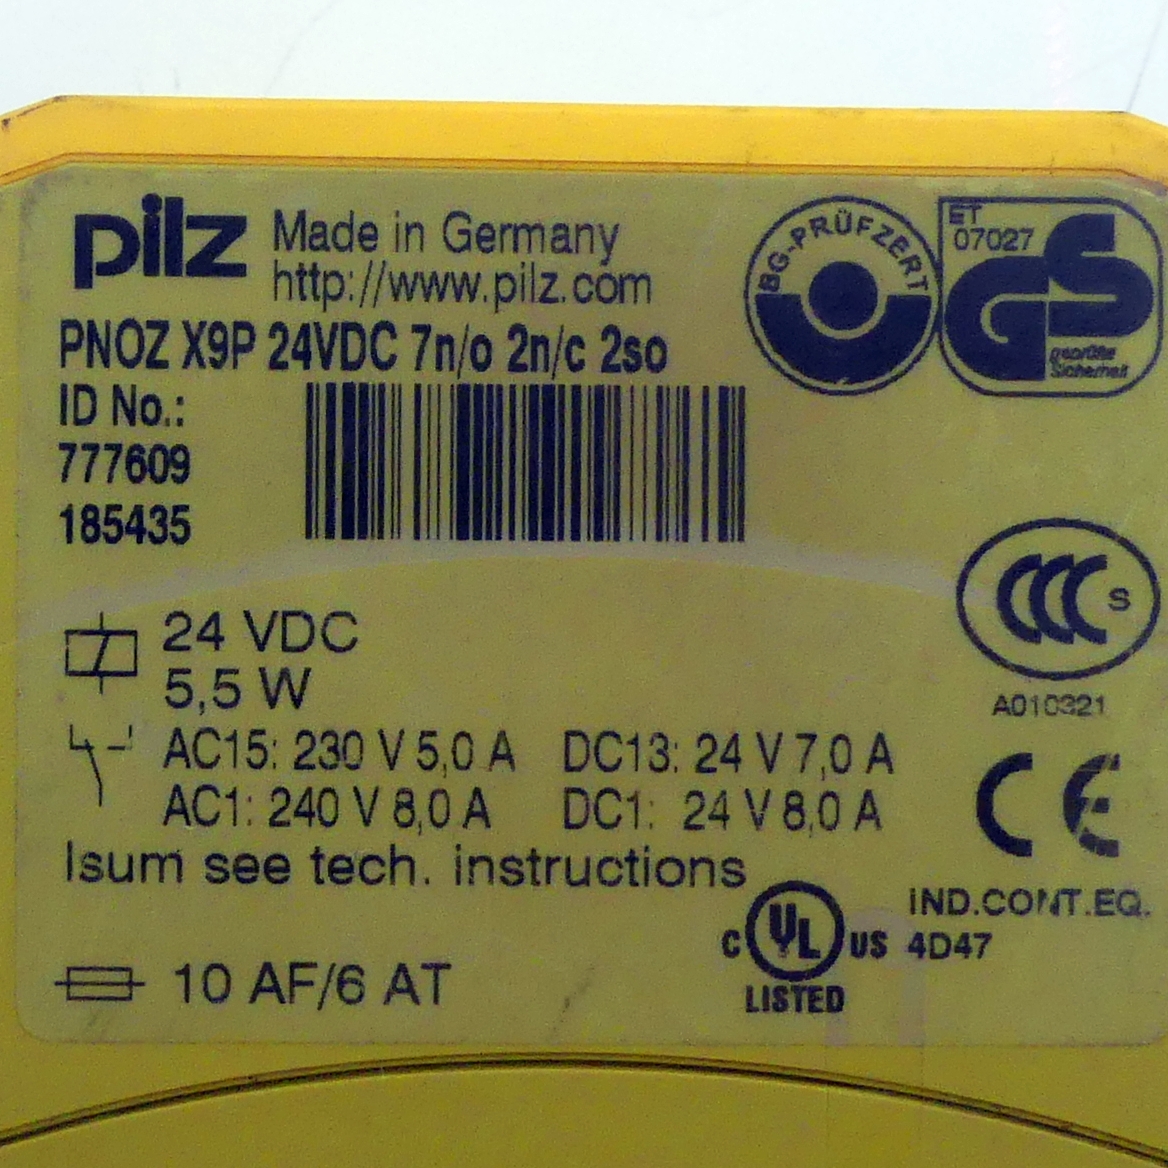 pilz Made in Germany
http://www.pilz.com
PNOZ X9P 24VDC 7n/o 2n/c 2so
ID No.:
777609
185435
BG-PRÜFZERT
ET
07027
GS
geprüfte
Sicherheit
CCC S
A010321
24 VDC
5,5 W
AC15: 230 V 5,0 A DC13: 24 V 7,0 A
AC1: 240 V 8,0 A DC1: 24 V 8,0 A
Isum see tech. instructions
CE
10 AF/6 AT
C UL US
LISTED
IND.CONT.EQ.
4D47